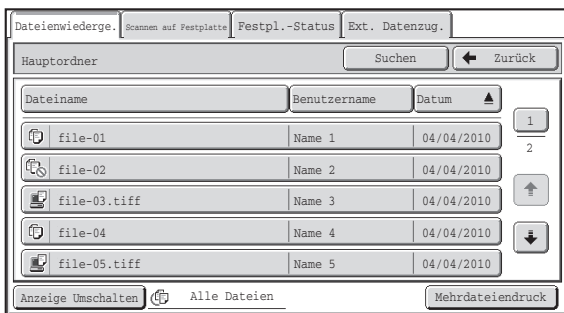 Dateienwiederge. Scannen auf Festplatte Festpl.-Status Ext. Datenzug.
Hauptordner Suchen Zurück
Dateiname Benutzername Datum
file-01 Name 1 04/04/2010
file-02 Name 2 04/04/2010
file-03.tiff Name 3 04/04/2010
file-04 Name 4 04/04/2010
file-05.tiff Name 5 04/04/2010
1
2
Anzeige Umschalten Alle Dateien Mehrdateiendruck